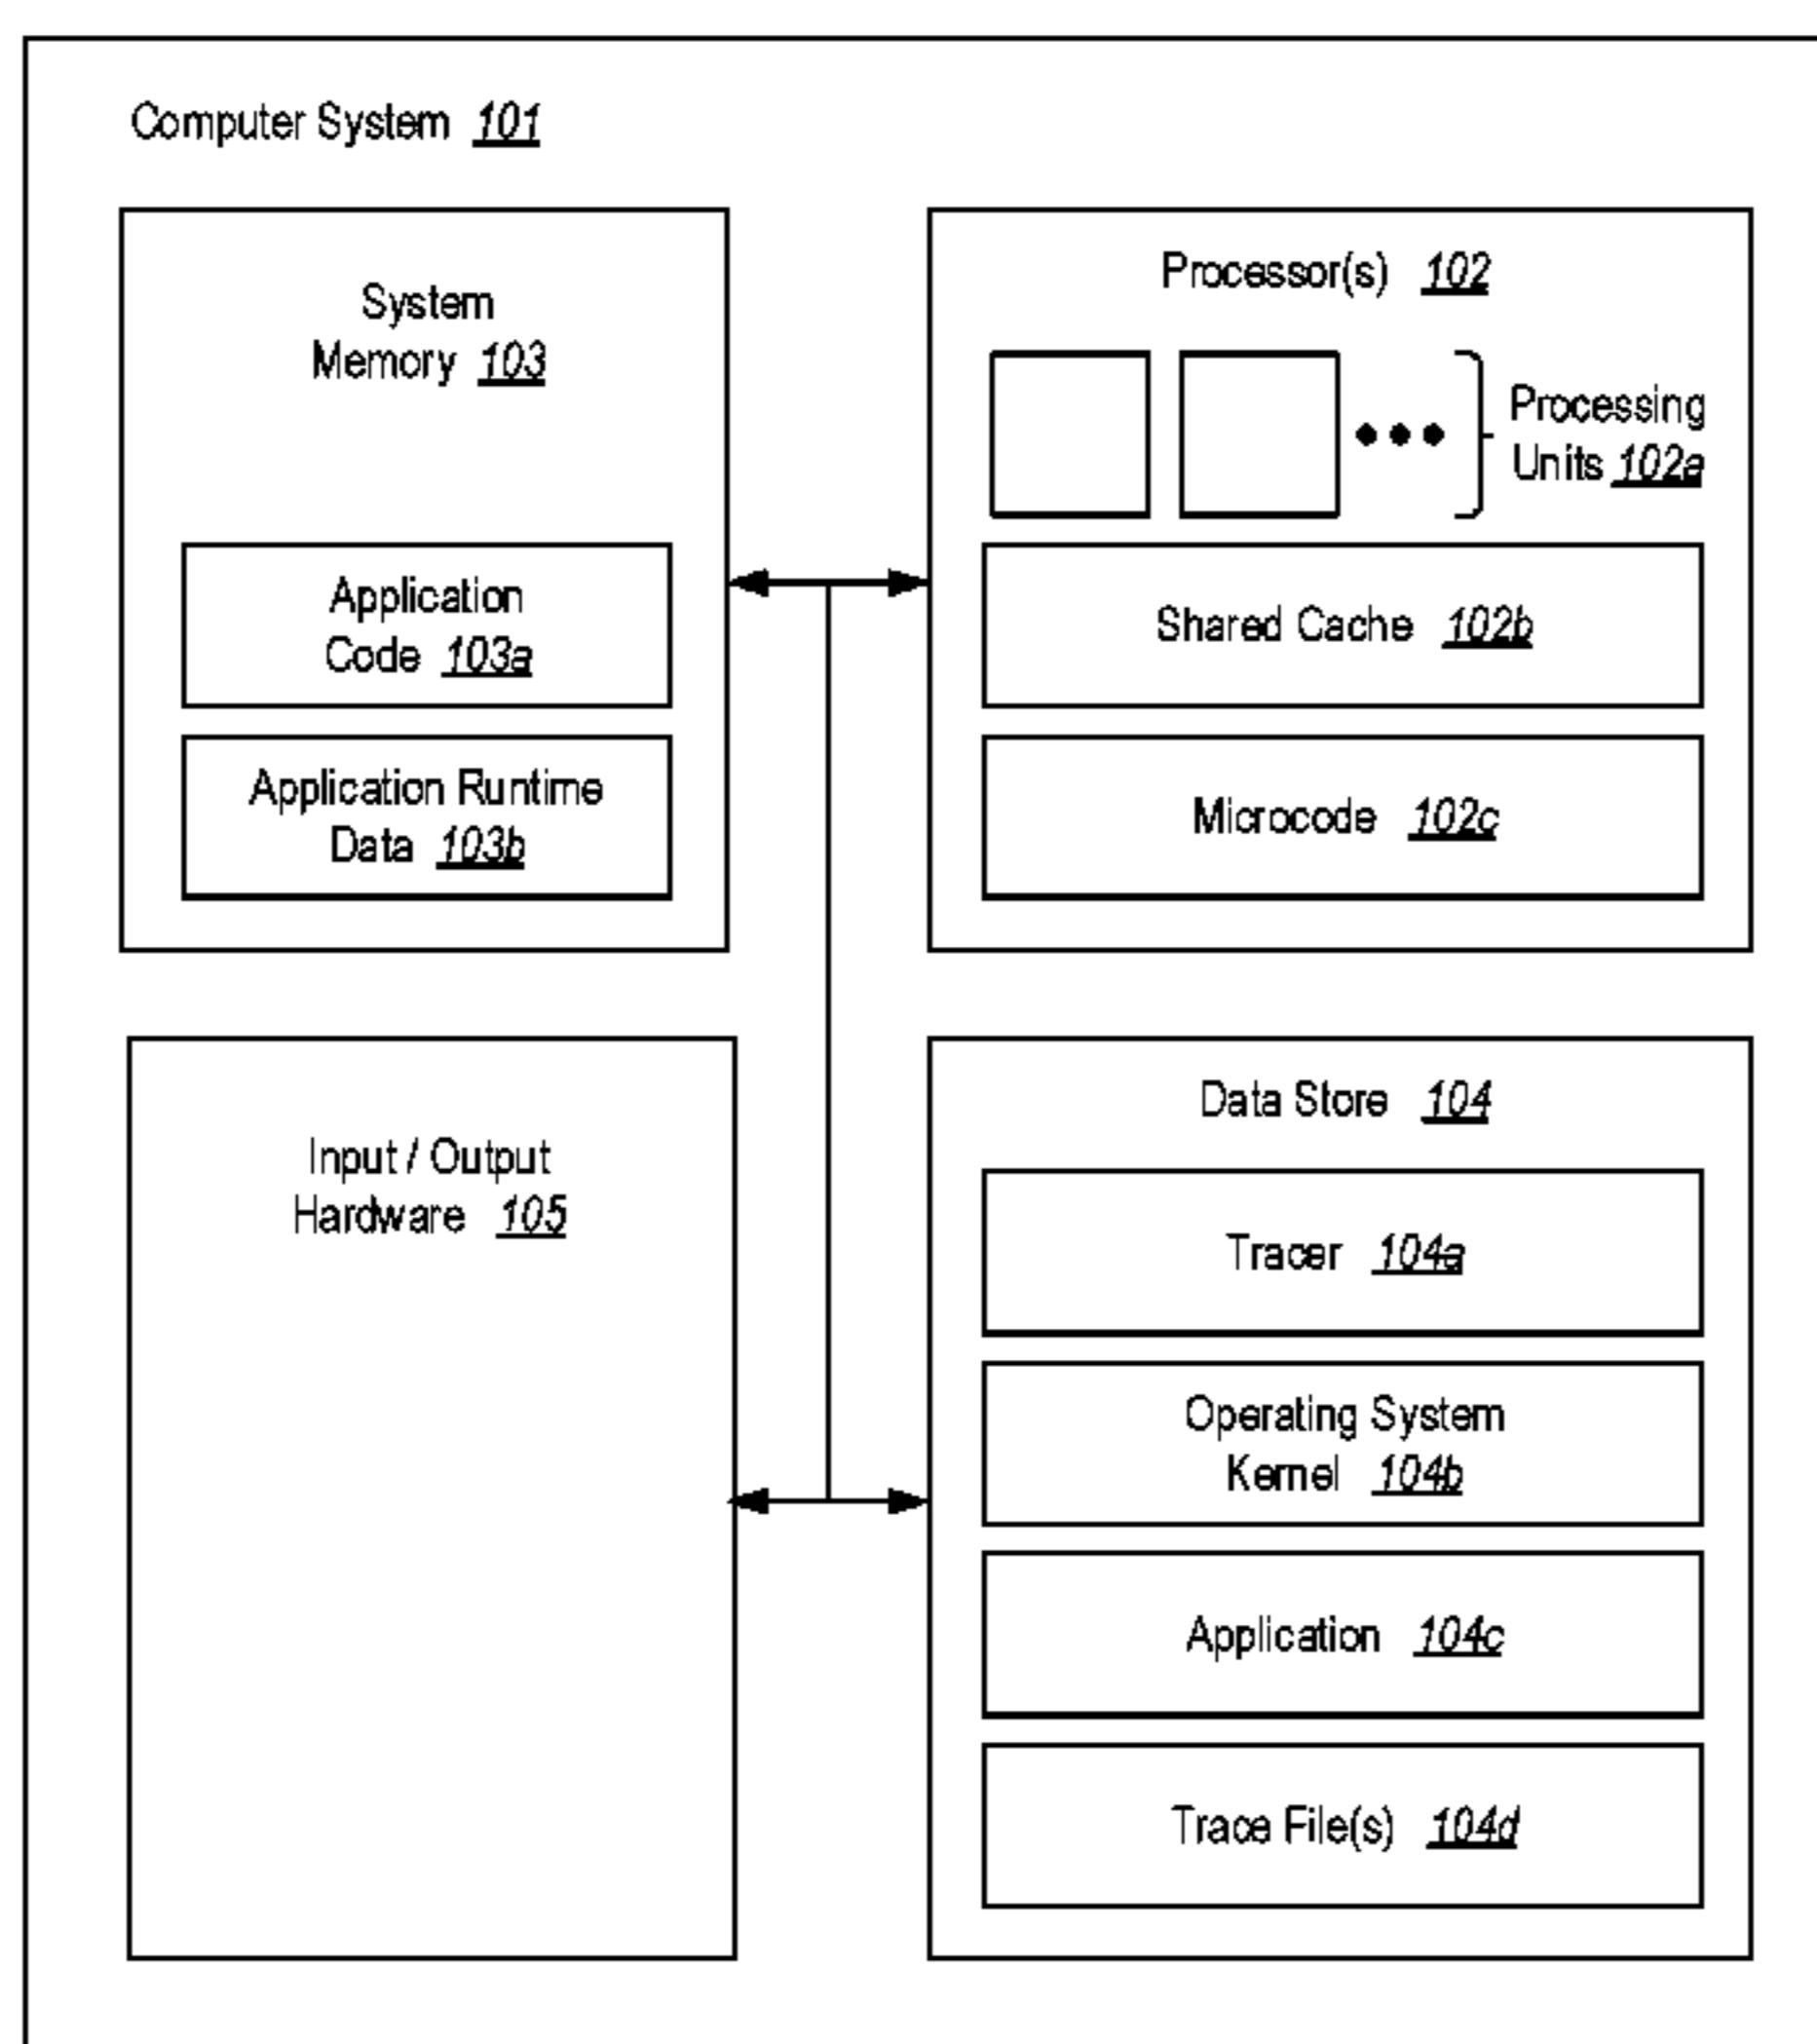 Computer System 101
System
Memory 103
Application
Code 103a
Application Runtime
Data 103b
Processor(s) 102
Processing
Units 102a
Shared Cache 102b
Microcode 102c
Input / Output
Hardware 105
Data Store 104
Tracer 104a
Operating System
Kernel 104b
Application 104c
Trace File(s) 104d